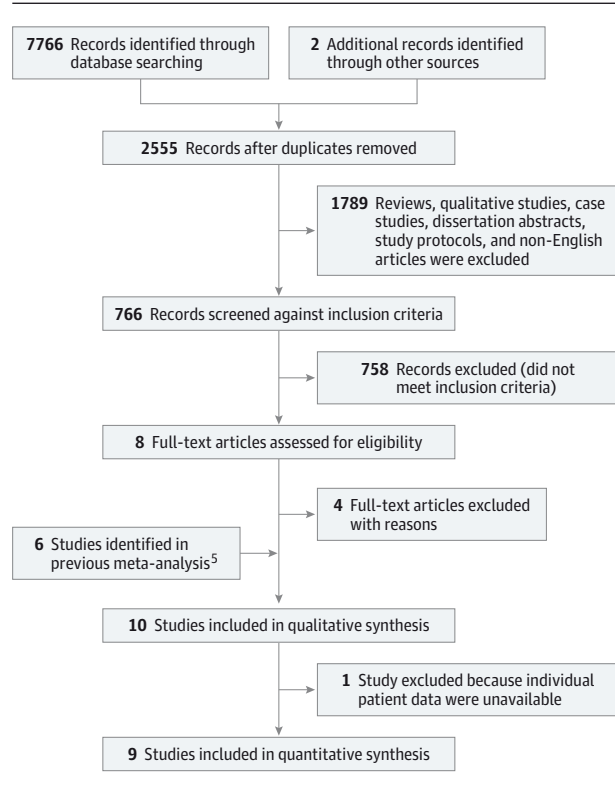 7766 Records identified through
database searching
2 Additional records identified
through other sources
2555 Records after duplicates removed
1789 Reviews, qualitative studies, case
studies, dissertation abstracts,
study protocols, and non-English
articles were excluded
766 Records screened against inclusion criteria
758 Records excluded (did not
meet inclusion criteria)
8 Full-text articles assessed for eligibility
4 Full-text articles excluded
with reasons
6 Studies identified in
previous meta-analysis5
10 Studies included in qualitative synthesis
1 Study excluded because individual
patient data were unavailable
9 Studies included in quantitative synthesis